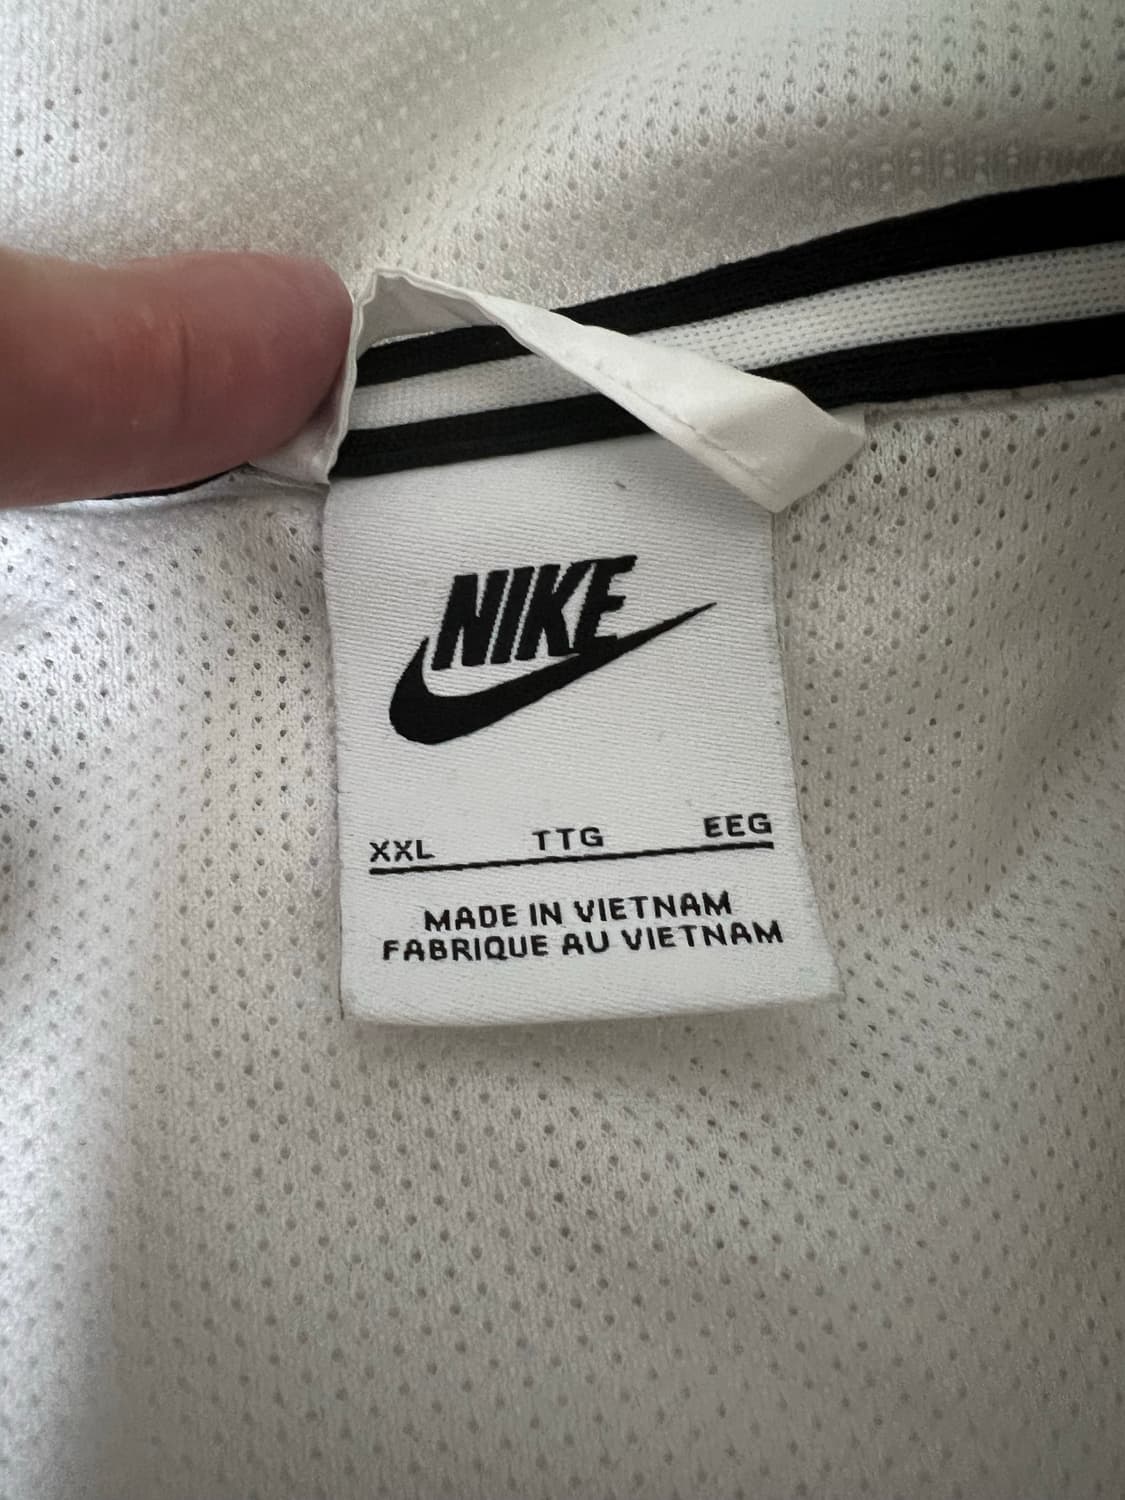 NIKE
XXL TTG EEG
MADE IN VIETNAM
FABRIQUE AU VIETNAM